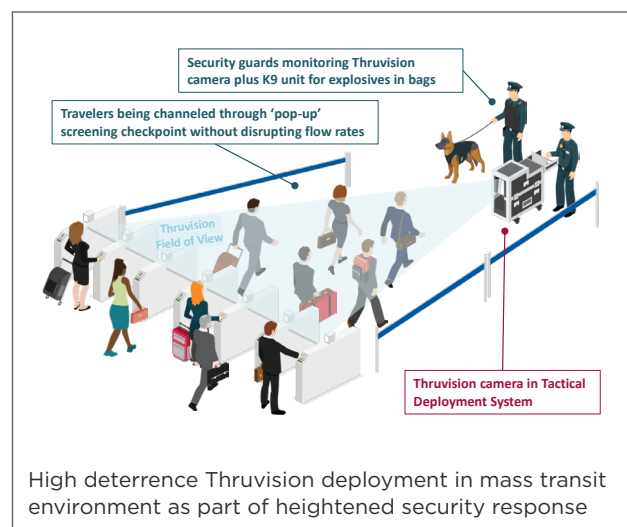 Security guards monitoring Thruvision
camera plus K9 unit for explosives in bags
Travelers being channeled through ‘pop-up’
screening checkpoint without disrupting flow rates
Thruvision
Field of View
Thruvision camera in Tactical
Deployment System
High deterrence Thruvision deployment in mass transit
environment as part of heightened security response